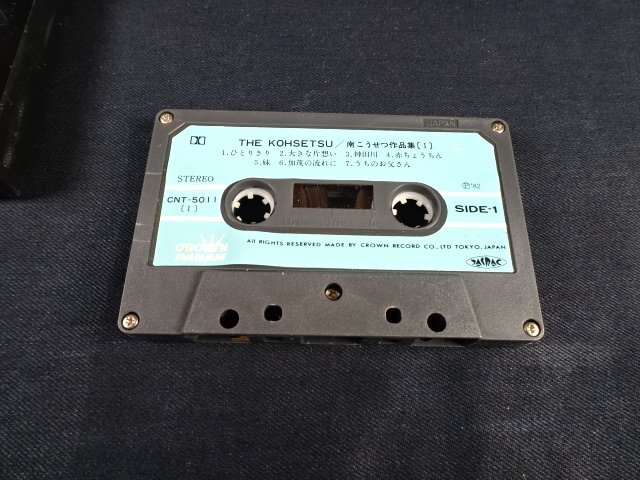 JAPAN
THE KOHSETSU／南こうせつ作品集[1]
1.ひとりきり 2.大きな片想い 3.神田川 4.赤ちょうちん
5.妹 6.加茂の流れに 7.うちのお父さん
STEREO
Ⓟ'82
CNT-5011
[1]
SIDE-1
CROWN
PANAM
All RIGHTS RESERVED MADE BY CROWN RECORD CO., LTD TOKYO, JAPAN
JASRAC